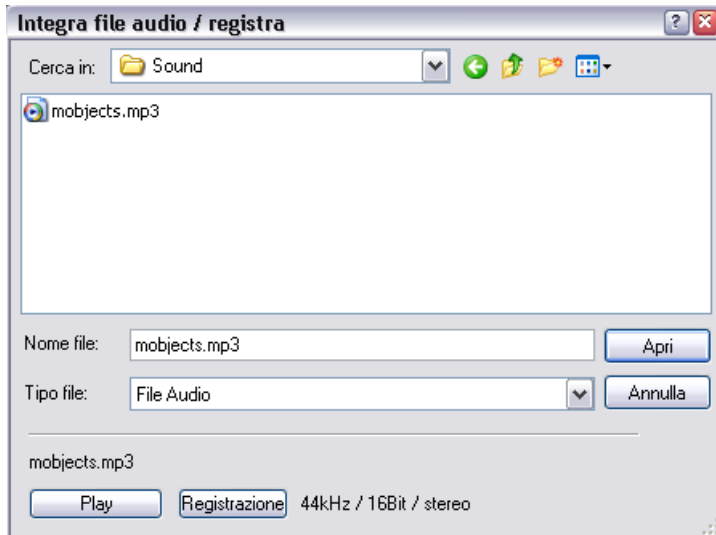 Integra file audio / registra
Cerca in: Sound
mobjects.mp3
Nome file: mobjects.mp3 Apri
Tipo file: File Audio Annulla
mobjects.mp3
Play Registrazione 44kHz / 16Bit / stereo